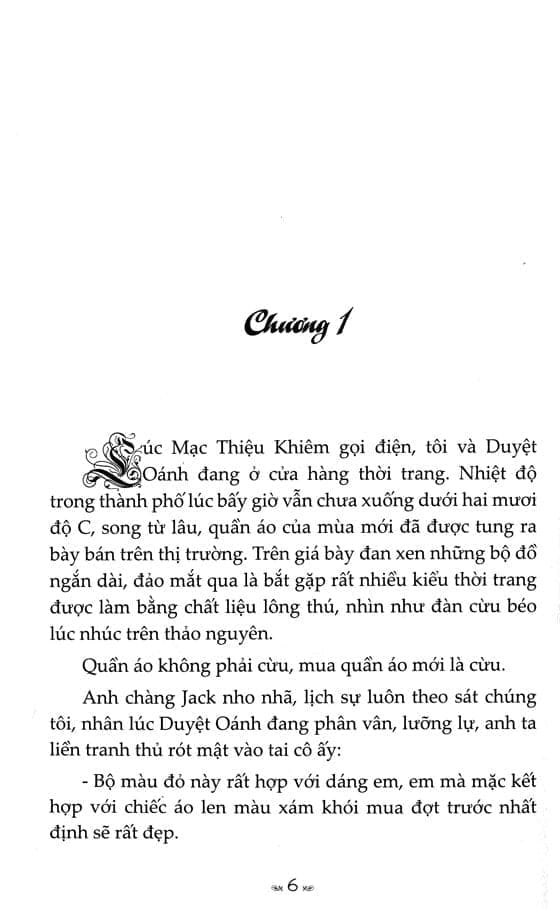 Chương 1
Lúc Mạc Thiệu Khiêm gọi điện, tôi và Duyệt
Oánh đang ở cửa hàng thời trang. Nhiệt độ
trong thành phố lúc bấy giờ vẫn chưa xuống dưới hai mươi
độ C, song từ lâu, quần áo của mùa mới đã được tung ra
bày bán trên thị trường. Trên giá bày đan xen những bộ đồ
ngắn dài, đảo mắt qua là bắt gặp rất nhiều kiểu thời trang
được làm bằng chất liệu lông thú, nhìn như đàn cừu béo
lúc nhúc trên thảo nguyên.
Quần áo không phải cừu, mua quần áo mới là cừu.
Anh chàng Jack nho nhã, lịch sự luôn theo sát chúng
tôi, nhân lúc Duyệt Oánh đang phân vân, lưỡng lự, anh ta
liền tranh thủ rót mật vào tai cô ấy:
- Bộ màu đỏ này rất hợp với dáng em, em mà mặc kết
hợp với chiếc áo len màu xám khói mua đợt trước nhất
định sẽ rất đẹp.
6